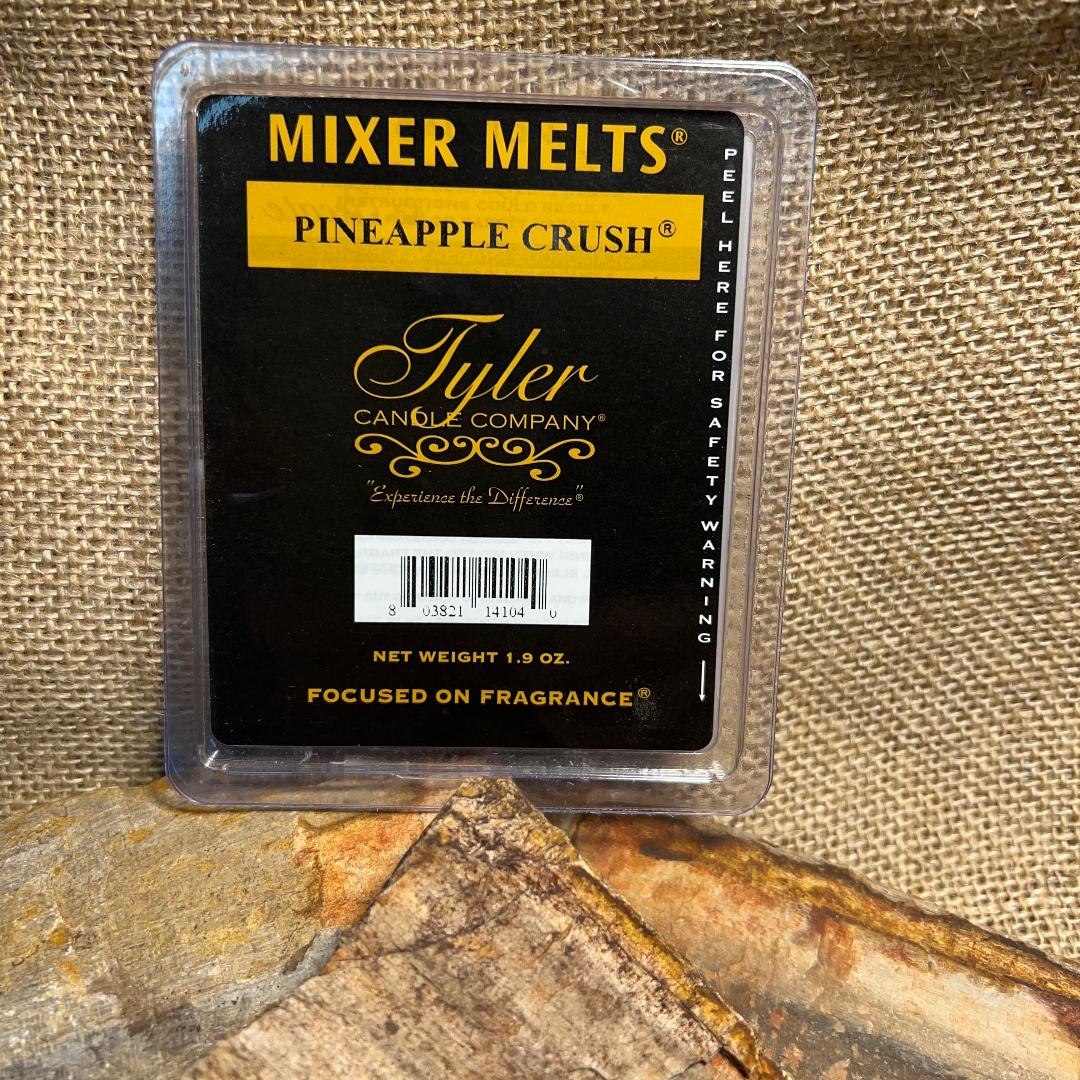 MIXER MELTS®
PINEAPPLE CRUSH®
Tyler
CANDLE COMPANY®
"Experience the Difference"®
8 03821 14104 0
NET WEIGHT 1.9 OZ.
FOCUSED ON FRAGRANCE®
PEEL HERE FOR SAFETY WARNING